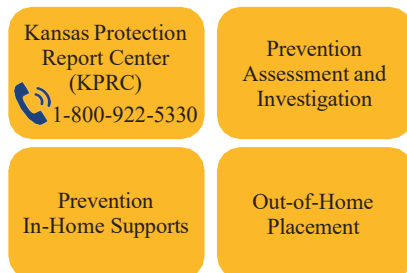 Kansas Protection
Report Center
(KPRC)
1-800-922-5330
Prevention
Assessment and
Investigation
Prevention
In-Home Supports
Out-of-Home
Placement